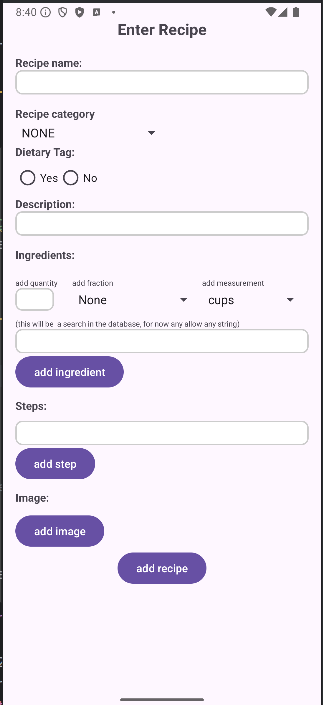 8:40
Enter Recipe
Recipe name:
Recipe category
NONE
Dietary Tag:
Yes No
Description:
Ingredients:
add quantity add fraction add measurement
None cups
(this will be a search in the database, for now any allow any string)
add ingredient
Steps:
add step
Image:
add image
add recipe